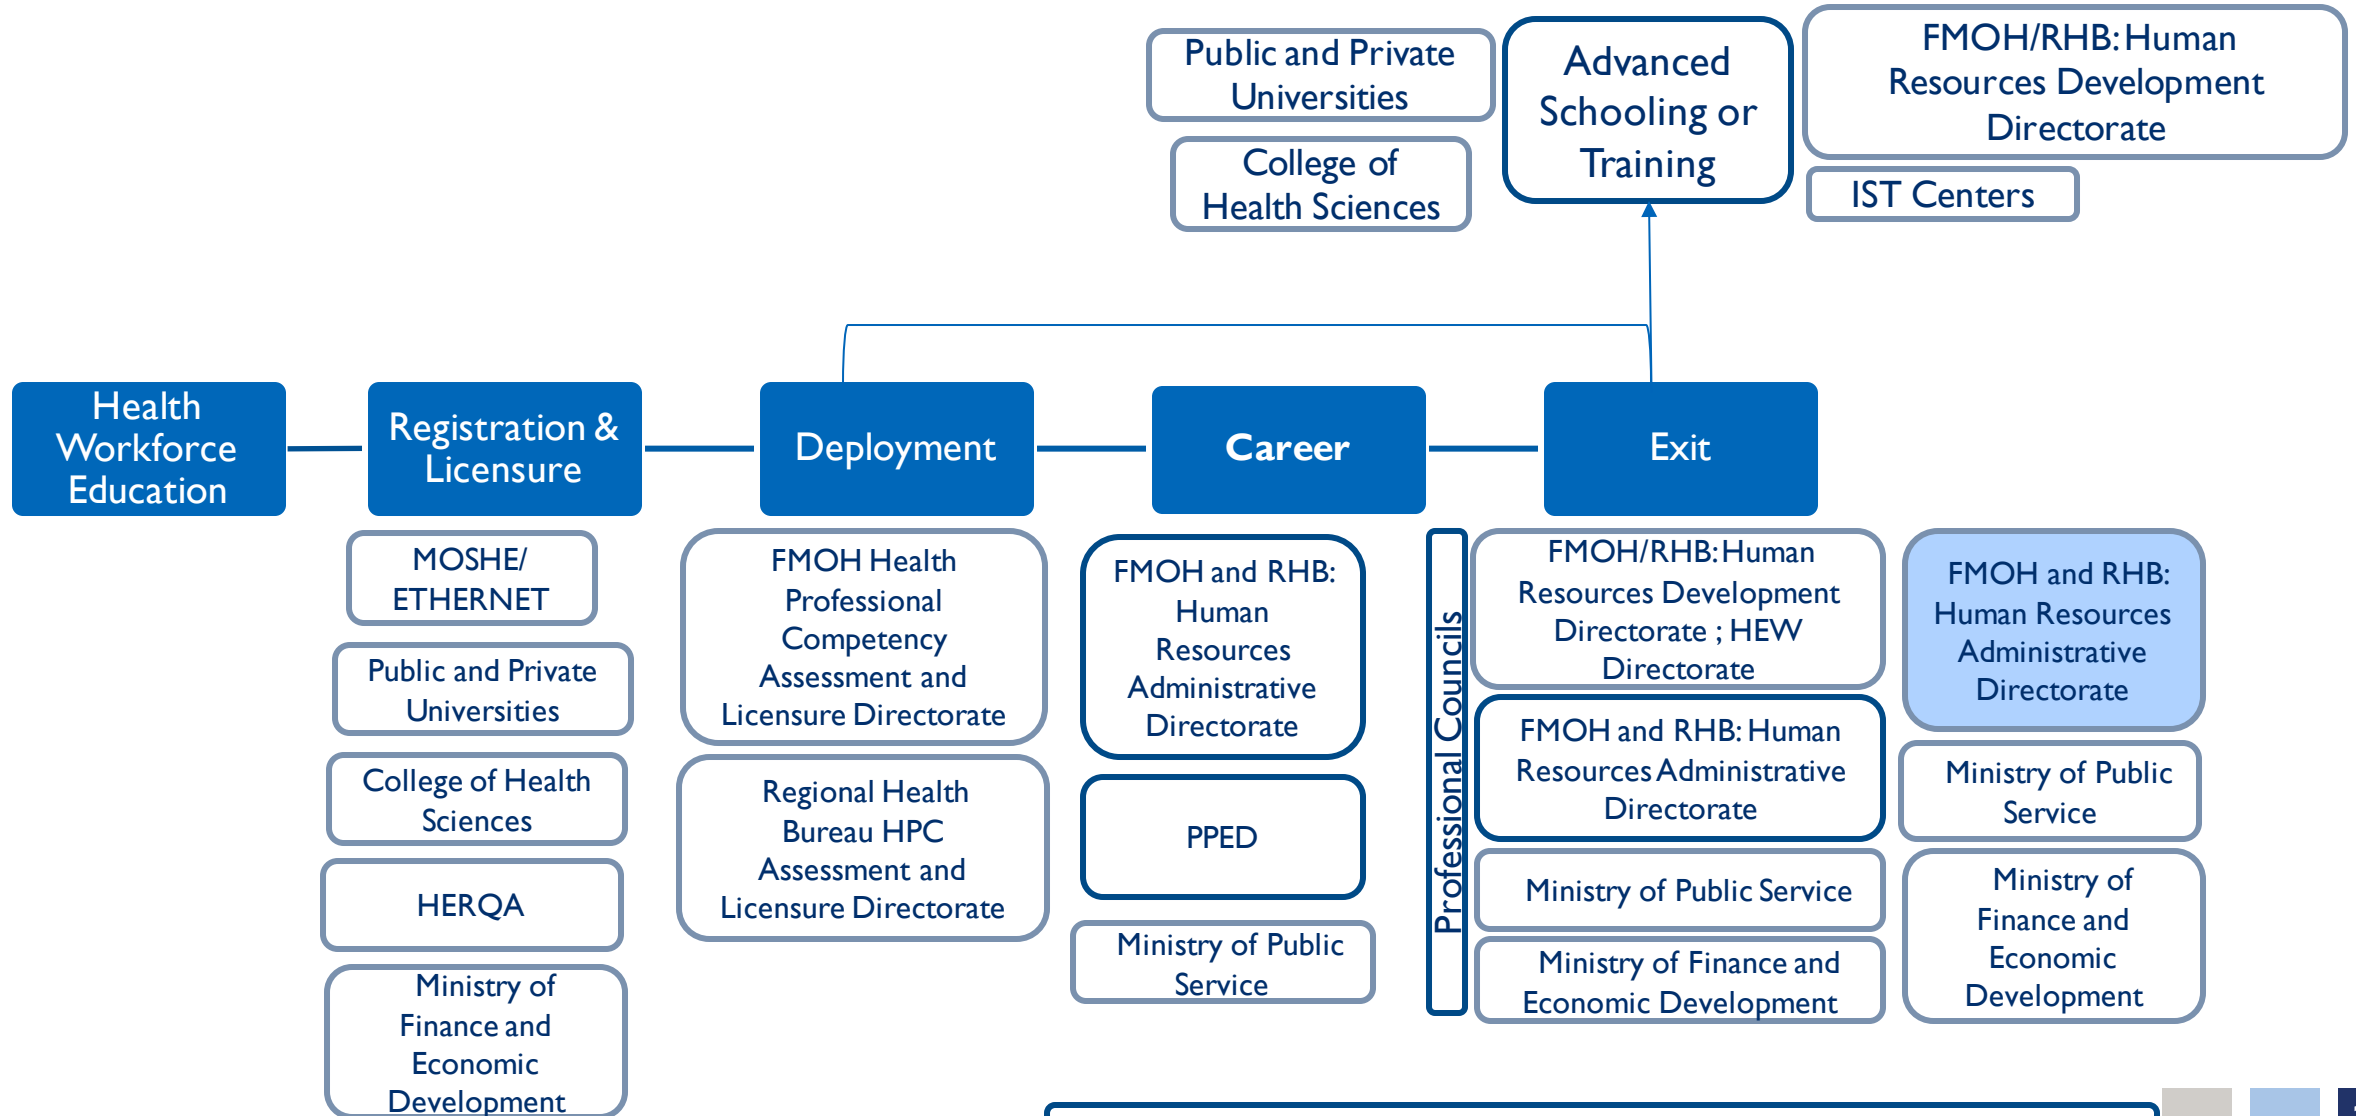 Public and Private
Universities
College of
Health Sciences
Advanced
Schooling or
Training
FMOH/RHB: Human
Resources Development
Directorate
IST Centers
Health
Workforce
Education
Registration &
Licensure
Deployment
Career
Exit
MOSHE/
ETHERNET
Public and Private
Universities
College of Health
Sciences
HERQA
Ministry of
Finance and
Economic
Development
FMOH Health
Professional
Competency
Assessment and
Licensure Directorate
Regional Health
Bureau HPC
Assessment and
Licensure Directorate
FMOH and RHB:
Human
Resources
Administrative
Directorate
PPED
Ministry of Public
Service
Professional Councils
FMOH/RHB: Human
Resources Development
Directorate ; HEW
Directorate
FMOH and RHB: Human
Resources Administrative
Directorate
Ministry of Public Service
Ministry of Finance and
Economic Development
FMOH and RHB:
Human Resources
Administrative
Directorate
Ministry of Public
Service
Ministry of
Finance and
Economic
Development